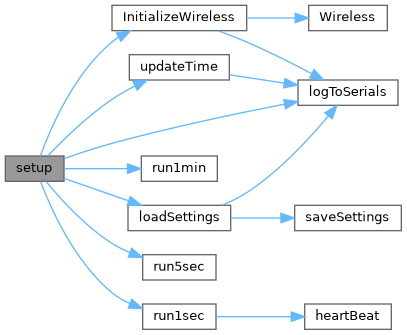 InitializeWireless
Wireless
updateTime
logToSerials
setup
run1min
loadSettings
saveSettings
run5sec
run1sec
heartBeat